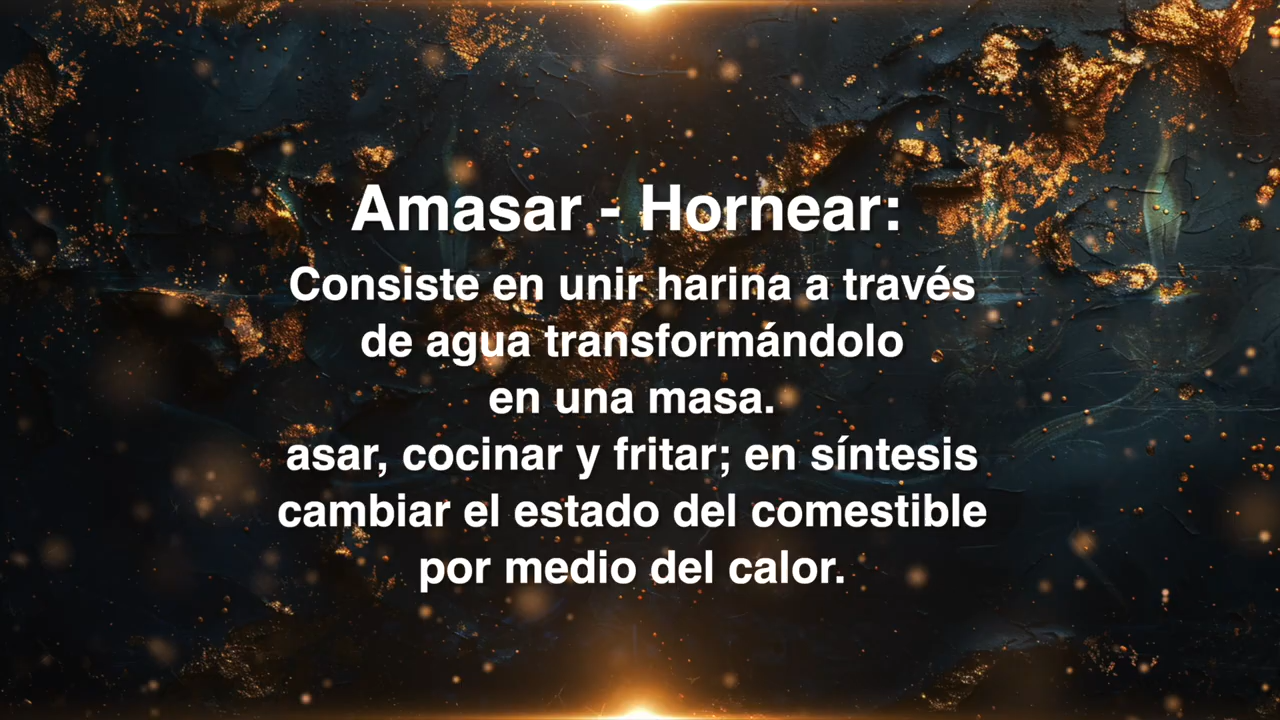 Amasar - Hornear:
Consiste en unir harina a través
de agua transformándolo
en una masa.
asar, cocinar y fritar; en síntesis
cambiar el estado del comestible
por medio del calor.